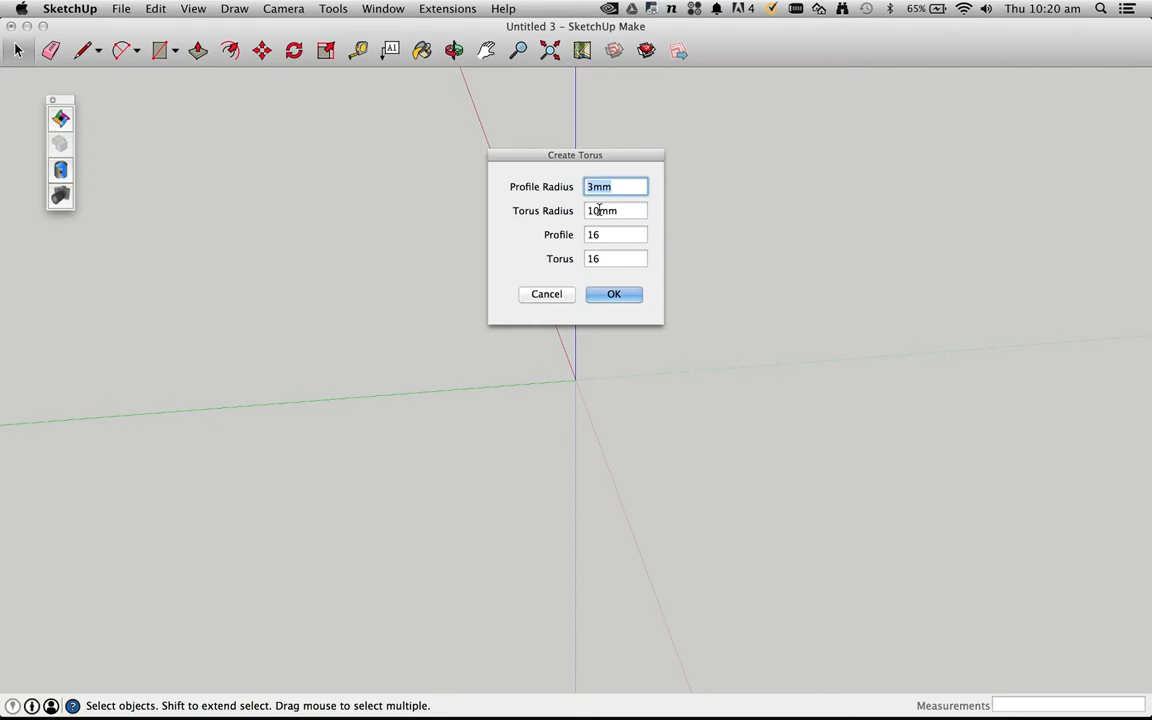 SketchUp File Edit View Draw Camera Tools Window Extensions Help 4 65% Thu 10:20 am
Untitled 3 - SketchUp Make
A1
Create Torus
Profile Radius 3mm
Torus Radius 10mm
Profile 16
Torus 16
Cancel OK
Select objects. Shift to extend select. Drag mouse to select multiple. Measurements